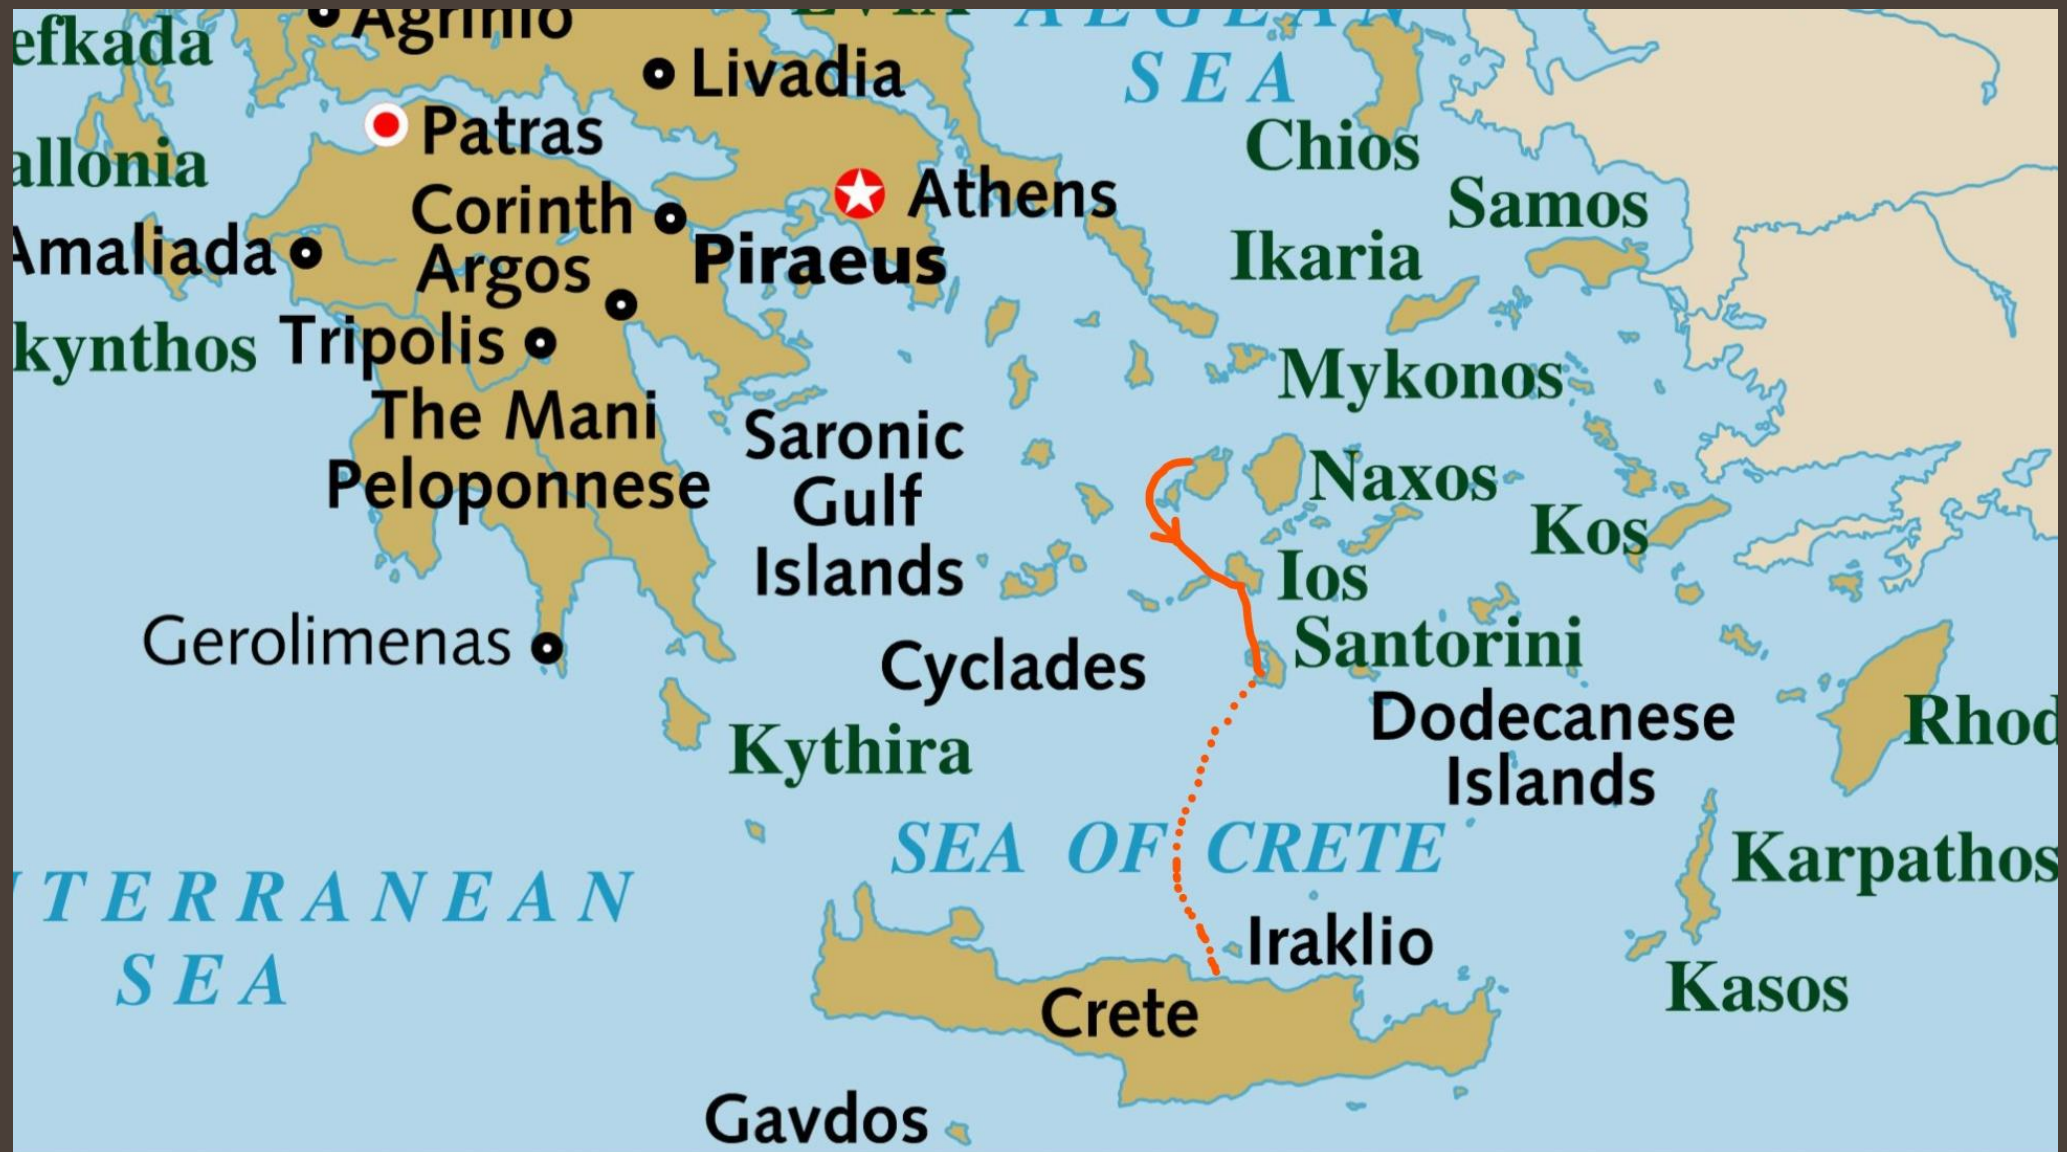 efkada
Agrinio
EVIA
AEGEAN
SEA
Livadia
Patras
Chios
allonia
Athens
Samos
Corinth
Amaliada
Argos
Piraeus
Ikaria
kynthos
Tripolis
Mykonos
The Mani
Peloponnese
Saronic
Gulf
Islands
Naxos
Kos
Ios
Gerolimenas
Santorini
Cyclades
Dodecanese
Islands
Rhod
Kythira
SEA OF CRETE
Karpathos
TERRANEAN
SEA
Iraklio
Kasos
Crete
Gavdos